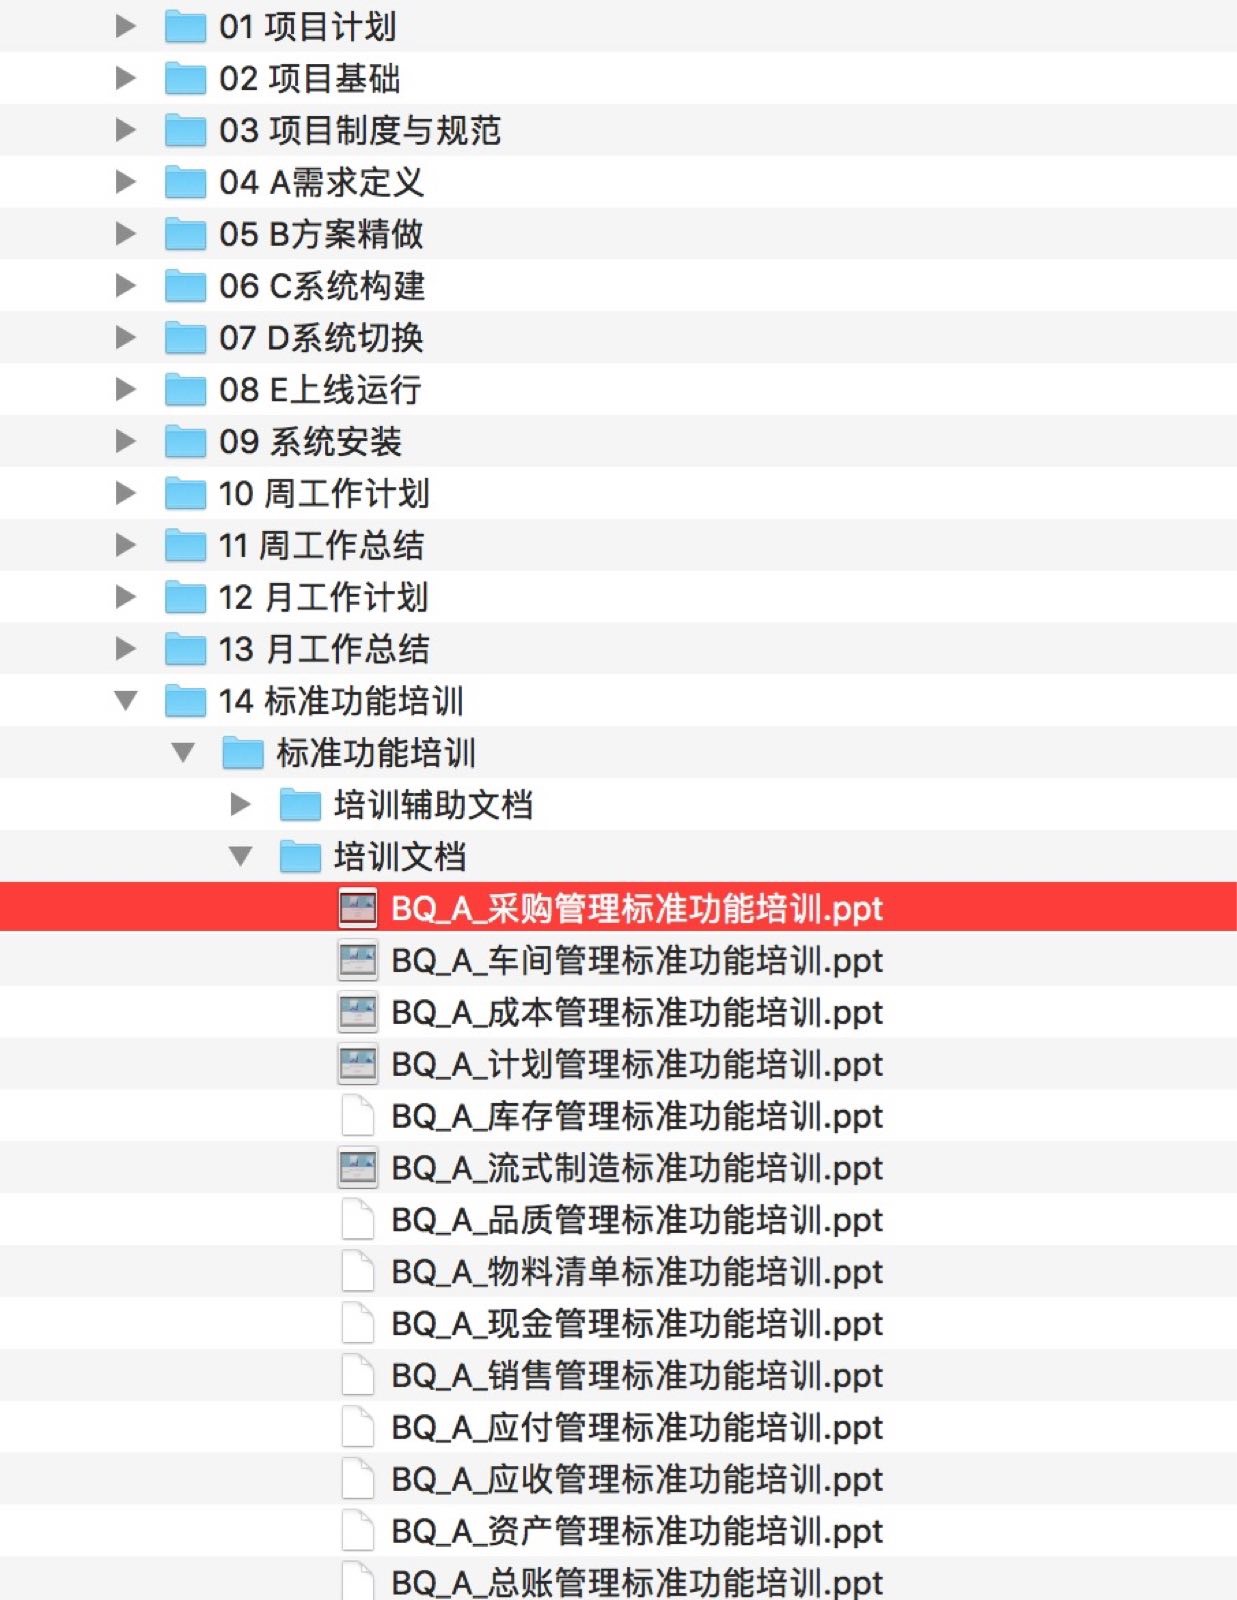 01 项目计划
02 项目基础
03 项目制度与规范
04 A需求定义
05 B方案精做
06 C系统构建
07 D系统切换
08 E上线运行
09 系统安装
10 周工作计划
11 周工作总结
12 月工作计划
13 月工作总结
14 标准功能培训
标准功能培训
培训辅助文档
培训文档
BQ_A_采购管理标准功能培训.ppt
BQ_A_车间管理标准功能培训.ppt
BQ_A_成本管理标准功能培训.ppt
BQ_A_计划管理标准功能培训.ppt
BQ_A_库存管理标准功能培训.ppt
BQ_A_流式制造标准功能培训.ppt
BQ_A_品质管理标准功能培训.ppt
BQ_A_物料清单标准功能培训.ppt
BQ_A_现金管理标准功能培训.ppt
BQ_A_销售管理标准功能培训.ppt
BQ_A_应付管理标准功能培训.ppt
BQ_A_应收管理标准功能培训.ppt
BQ_A_资产管理标准功能培训.ppt
BQ_A_总账管理标准功能培训.ppt